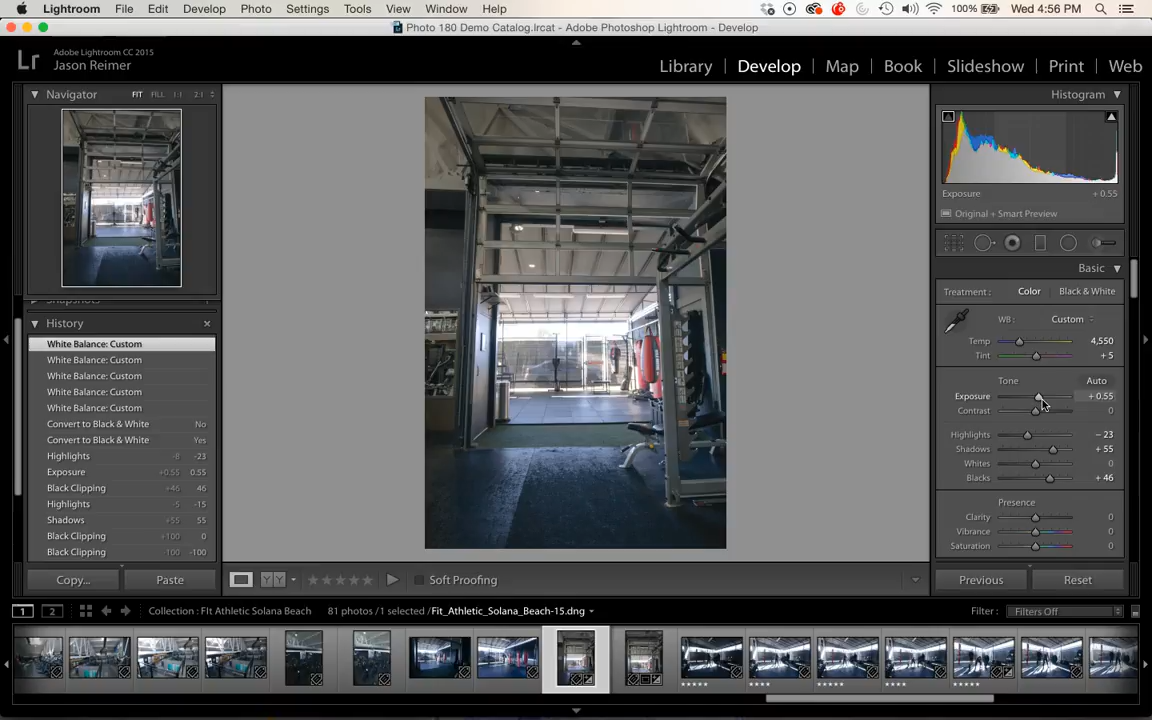 Lightroom File Edit Develop Photo Settings Tools View Window Help 100% Wed 4:56 PM
Photo 180 Demo Catalog.lrcat - Adobe Photoshop Lightroom - Develop
Lr Adobe Lightroom CC 2015
Jason Reimer
Library | Develop | Map | Book | Slideshow | Print | Web
Navigator FIT FILL 1:1 2:1
Snapshots
History
White Balance: Custom
White Balance: Custom
White Balance: Custom
White Balance: Custom
White Balance: Custom
Convert to Black & White No
Convert to Black & White Yes
Highlights -8 -23
Exposure +0.55 0.55
Black Clipping +46 46
Highlights -5 -15
Shadows +55 55
Black Clipping +100 0
Black Clipping -100 -100
Copy... Paste
Soft Proofing
Histogram
Exposure + 0.55
Original + Smart Preview
Basic
Treatment : Color Black & White
WB : Custom
Temp 4,550
Tint + 5
Tone Auto
Exposure + 0.55
Contrast 0
Highlights – 23
Shadows + 55
Whites 0
Blacks + 46
Presence
Clarity 0
Vibrance 0
Saturation 0
Previous Reset
1 2 Collection : FIt Athletic Solana Beach 81 photos /1 selected /Fit_Athletic_Solana_Beach-15.dng Filter : Filters Off